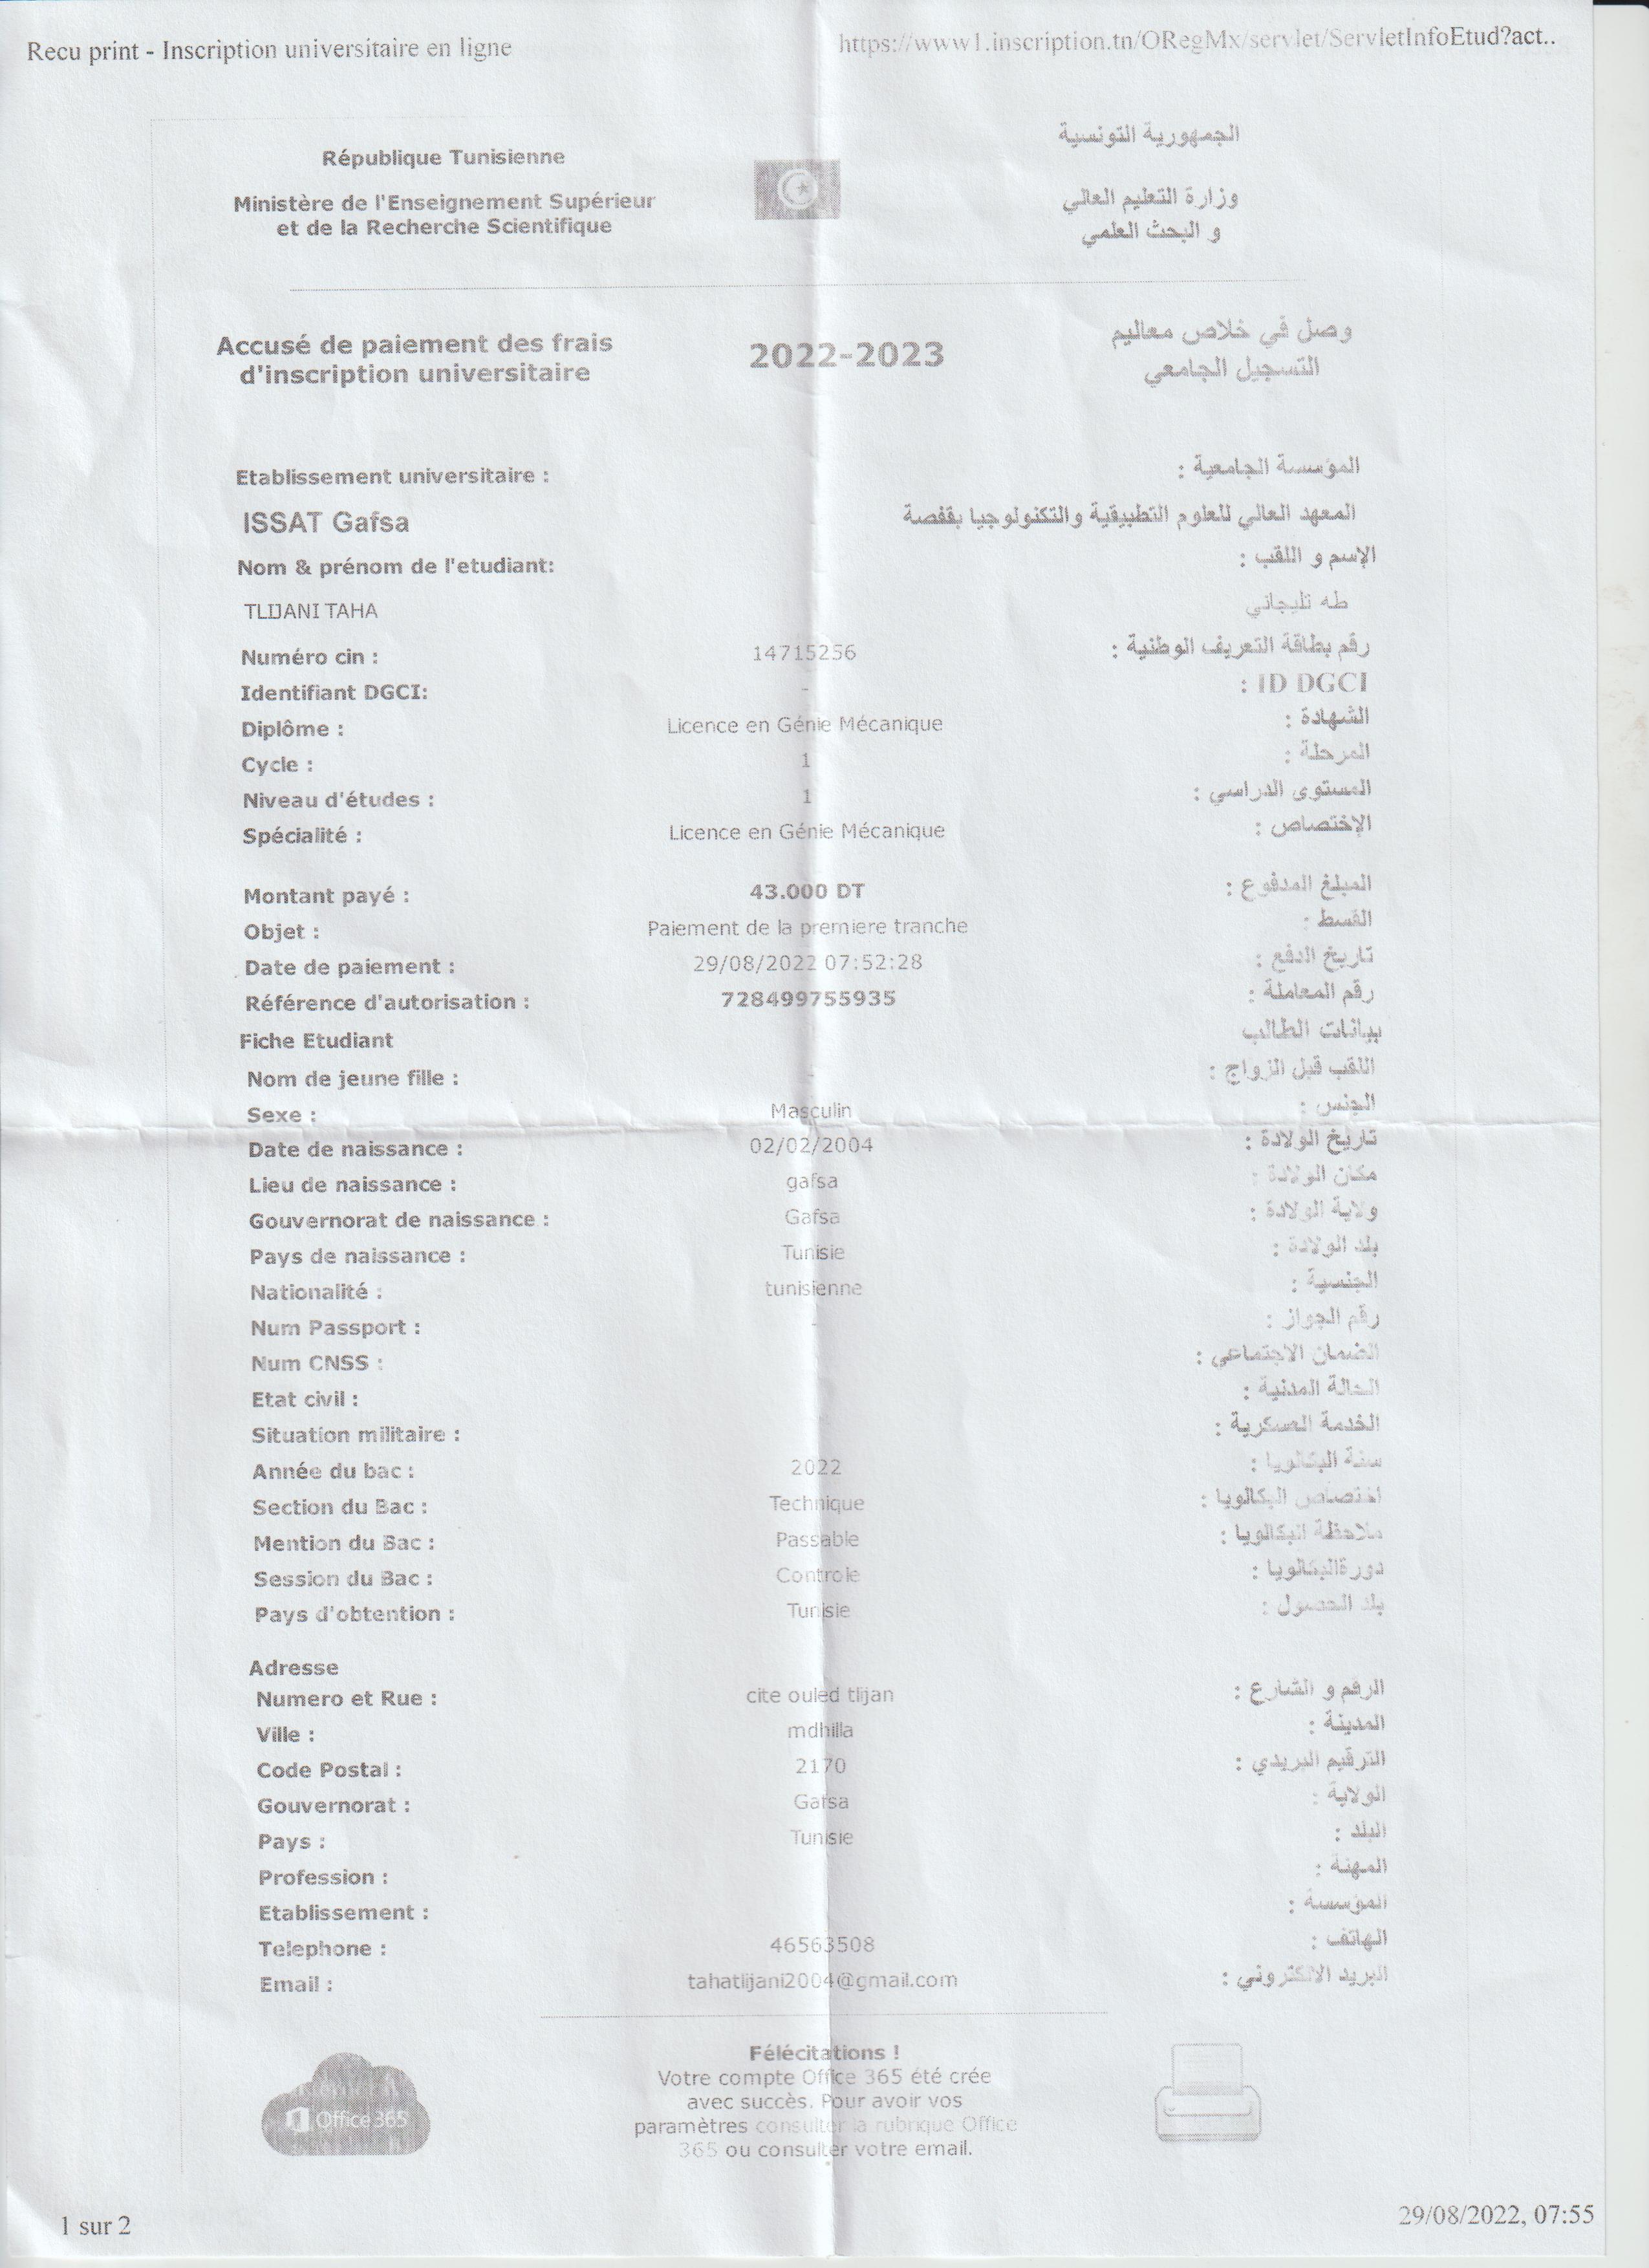 Recu print - Inscription universitaire en ligne
https://www1.inscription.tn/ORegMx/servlet/ServletInfoEtud?act..
République Tunisienne
الجمهورية التونسية
Ministère de l'Enseignement Supérieur
et de la Recherche Scientifique
وزارة التعليم العالي
و البحث العلمي
Accusé de paiement des frais
d'inscription universitaire
2022-2023
وصل في خلاص معاليم
التسجيل الجامعي
Etablissement universitaire : المؤسسة الجامعية :
ISSAT Gafsa المعهد العالي للعلوم التطبيقية والتكنولوجيا بقفصة
Nom & prénom de l'etudiant: الإسم و اللقب :
TLIJANI TAHA طه تليجاني
Numéro cin : 14715256 رقم بطاقة التعريف الوطنية :
Identifiant DGCI: - ID DGCI :
Diplôme : Licence en Génie Mécanique الشهادة :
Cycle : 1 المرحلة :
Niveau d'études : 1 المستوى الدراسي :
Spécialité : Licence en Génie Mécanique الإختصاص :
Montant payé : 43.000 DT المبلغ المدفوع :
Objet : Paiement de la premiere tranche القسط :
Date de paiement : 29/08/2022 07:52:28 تاريخ الدفع :
Référence d'autorisation : 728499755935 رقم المعاملة :
Fiche Etudiant بيانات الطالب
Nom de jeune fille : - اللقب قبل الزواج :
Sexe : Masculin الجنس :
Date de naissance : 02/02/2004 تاريخ الولادة :
Lieu de naissance : gafsa مكان الولادة :
Gouvernorat de naissance : Gafsa ولاية الولادة :
Pays de naissance : Tunisie بلد الولادة :
Nationalité : tunisienne الجنسية :
Num Passport : - رقم الجواز :
Num CNSS : الضمان الاجتماعي :
Etat civil : الحالة المدنية :
Situation militaire : الخدمة العسكرية :
Année du bac : 2022 سنة البكالويا :
Section du Bac : Technique اختصاص البكالويا :
Mention du Bac : Passable ملاحظة البكالويا :
Session du Bac : Controle دورةالبكالويا :
Pays d'obtention : Tunisie بلد الحصول :
Adresse
Numero et Rue : cite ouled tlijan الرقم و الشارع :
Ville : mdhilla المدينة :
Code Postal : 2170 الترقيم البريدي :
Gouvernorat : Gafsa الولاية :
Pays : Tunisie البلد :
Profession : المهنة :
Etablissement : المؤسسة :
Telephone : 46563508 الهاتف :
Email : tahatlijani2004@gmail.com البريد الالكتروني :
Félécitations !
Votre compte Office 365 été crée
avec succès. Pour avoir vos
paramètres consulter la rubrique Office
365 ou consulter votre email.
Office 365
1 sur 2
29/08/2022, 07:55